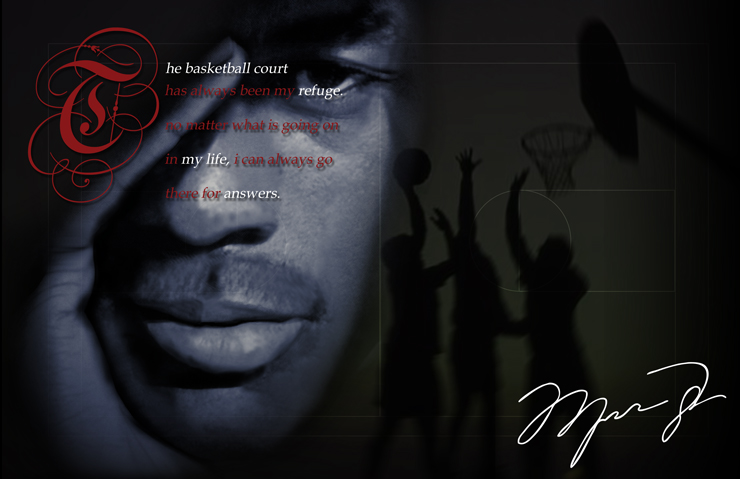 The basketball court
has always been my refuge.
no matter what is going on
in my life, i can always go
there for answers.